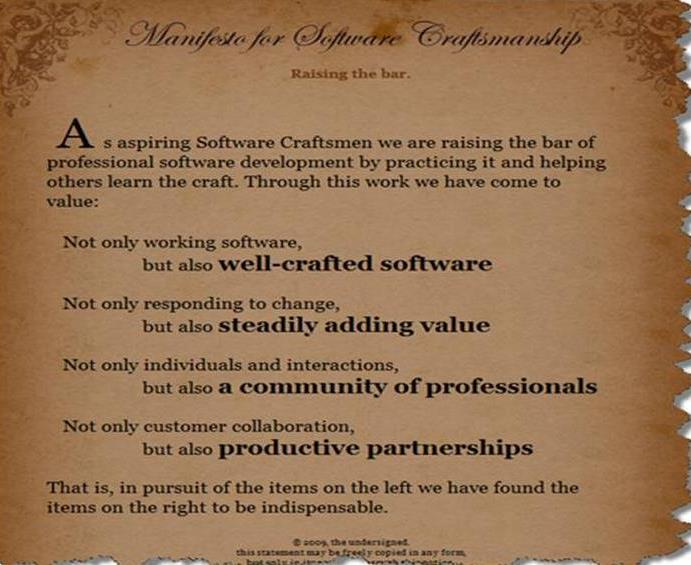 Manifesto for Software Craftsmanship
Raising the bar.
As aspiring Software Craftsmen we are raising the bar of
professional software development by practicing it and helping
others learn the craft. Through this work we have come to
value:
Not only working software,
but also well-crafted software
Not only responding to change,
but also steadily adding value
Not only individuals and interactions,
but also a community of professionals
Not only customer collaboration,
but also productive partnerships
That is, in pursuit of the items on the left we have found the
items on the right to be indispensable.
© 2009, the undersigned.
this statement may be freely copied in any form,
but only in